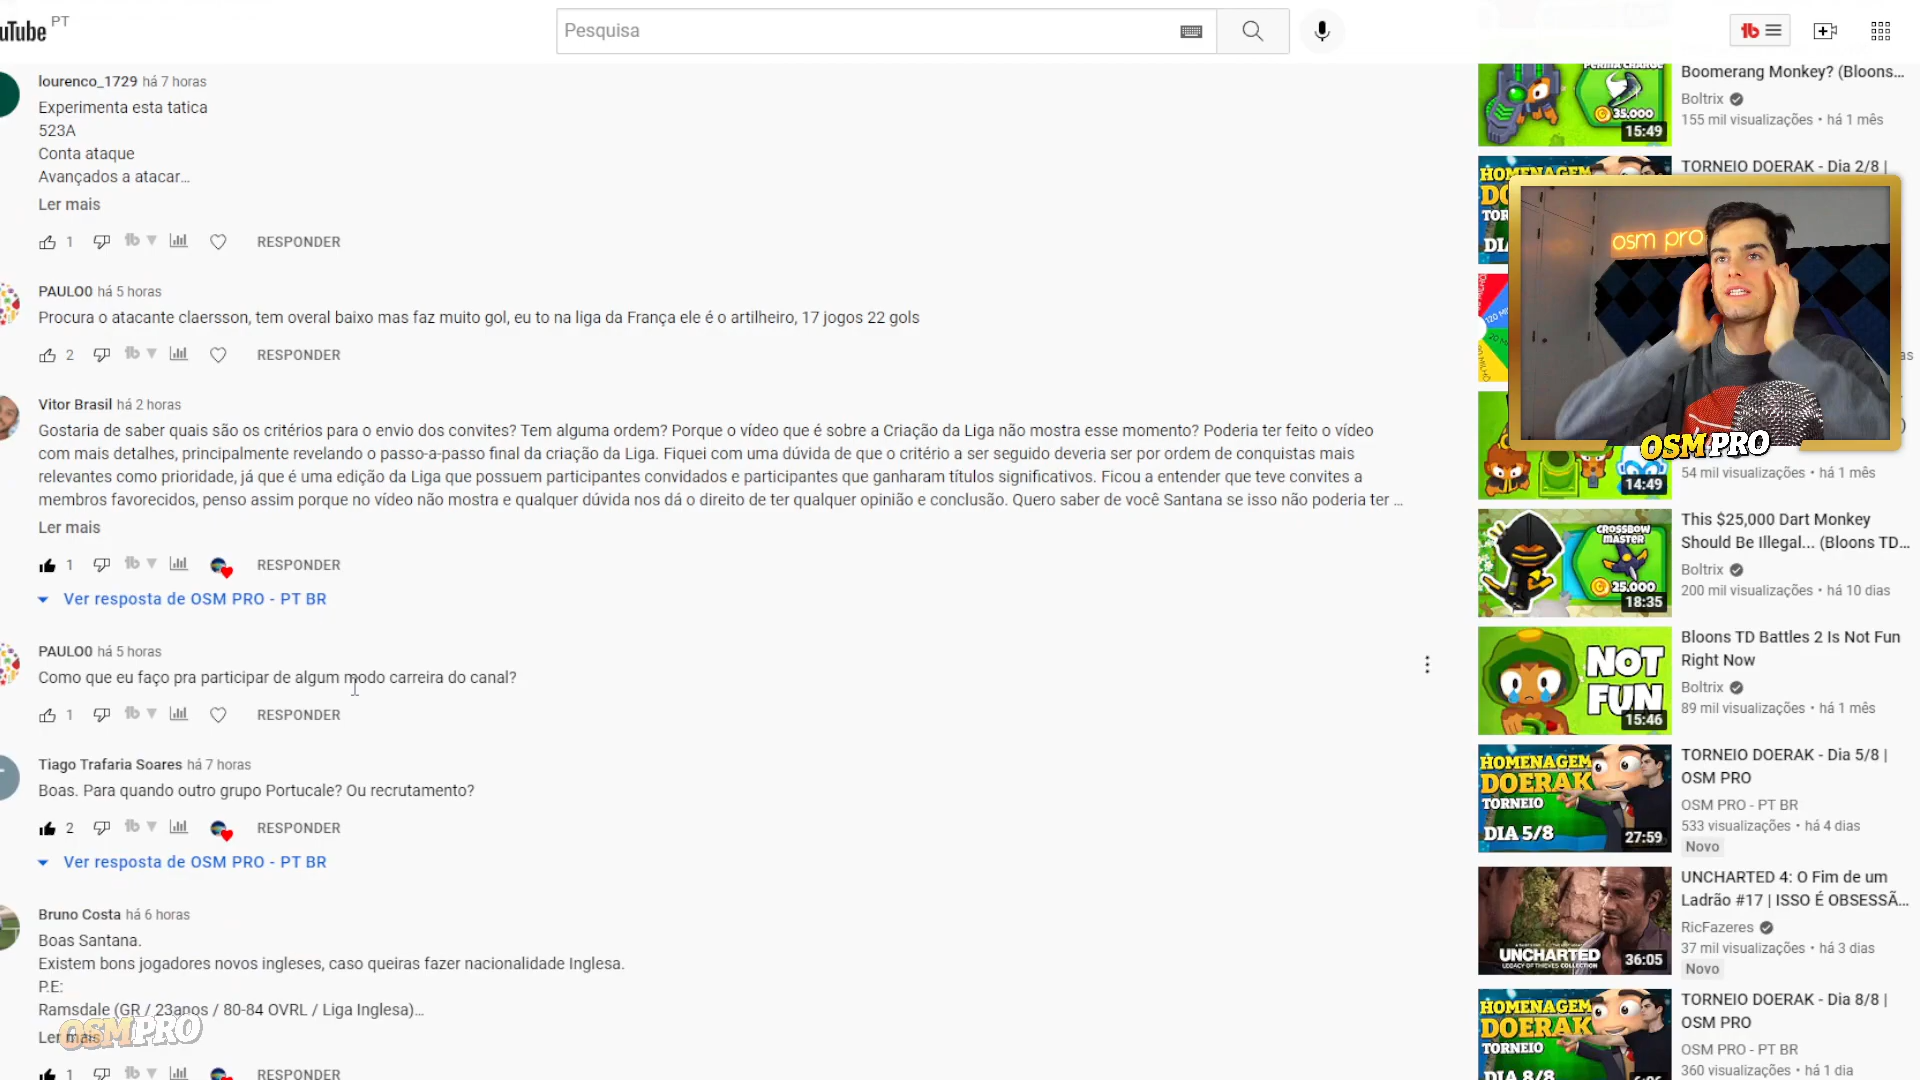 uTube PT
Pesquisa
lourenco_1729 há 7 horas
Experimenta esta tatica
523A
Conta ataque
Avançados a atacar...
Ler mais
1
RESPONDER
PAULO0 há 5 horas
Procura o atacante claersson, tem overal baixo mas faz muito gol, eu to na liga da França ele é o artilheiro, 17 jogos 22 gols
2
RESPONDER
Vitor Brasil há 2 horas
Gostaria de saber quais são os critérios para o envio dos convites? Tem alguma ordem? Porque o vídeo que é sobre a Criação da Liga não mostra esse momento? Poderia ter feito o vídeo
com mais detalhes, principalmente revelando o passo-a-passo final da criação da Liga. Fiquei com uma dúvida de que o critério a ser seguido deveria ser por ordem de conquistas mais
relevantes como prioridade, já que é uma edição da Liga que possuem participantes convidados e participantes que ganharam títulos significativos. Ficou a entender que teve convites a
membros favorecidos, penso assim porque no vídeo não mostra e qualquer dúvida nos dá o direito de ter qualquer opinião e conclusão. Quero saber de você Santana se isso não poderia ter ...
Ler mais
1
RESPONDER
Ver resposta de OSM PRO - PT BR
PAULO0 há 5 horas
Como que eu faço pra participar de algum modo carreira do canal?
1
RESPONDER
Tiago Trafaria Soares há 7 horas
Boas. Para quando outro grupo Portucale? Ou recrutamento?
2
RESPONDER
Ver resposta de OSM PRO - PT BR
Bruno Costa há 6 horas
Boas Santana.
Existem bons jogadores novos ingleses, caso queiras fazer nacionalidade Inglesa.
P.E:
Ramsdale (GR / 23anos / 80-84 OVRL / Liga Inglesa)...
Ler mais
OSM PRO
1
RESPONDER
PERMA CHARGE
35.000
15:49
Boomerang Monkey? (Bloons...
Boltrix
155 mil visualizações • há 1 mês
HOMENAGEM
TORNEIO DOERAK - Dia 2/8 |
osm pro
OSM PRO
14:49
54 mil visualizações • há 1 mês
CROSSBOW
MASTER
25.000
18:35
This $25,000 Dart Monkey
Should Be Illegal... (Bloons TD...
Boltrix
200 mil visualizações • há 10 dias
NOT
FUN
15:46
Bloons TD Battles 2 Is Not Fun
Right Now
Boltrix
89 mil visualizações • há 1 mês
HOMENAGEM
DOERAK
TORNEIO
DIA 5/8
27:59
TORNEIO DOERAK - Dia 5/8 |
OSM PRO
OSM PRO - PT BR
533 visualizações • há 4 dias
Novo
UNCHARTED
LEGACY OF THIEVES COLLECTION
36:05
UNCHARTED 4: O Fim de um
Ladrão #17 | ISSO É OBSESSÃ...
RicFazeres
37 mil visualizações • há 3 dias
Novo
HOMENAGEM
DOERAK
TORNEIO
DIA 8/8
TORNEIO DOERAK - Dia 8/8 |
OSM PRO
OSM PRO - PT BR
360 visualizações • há 1 dia